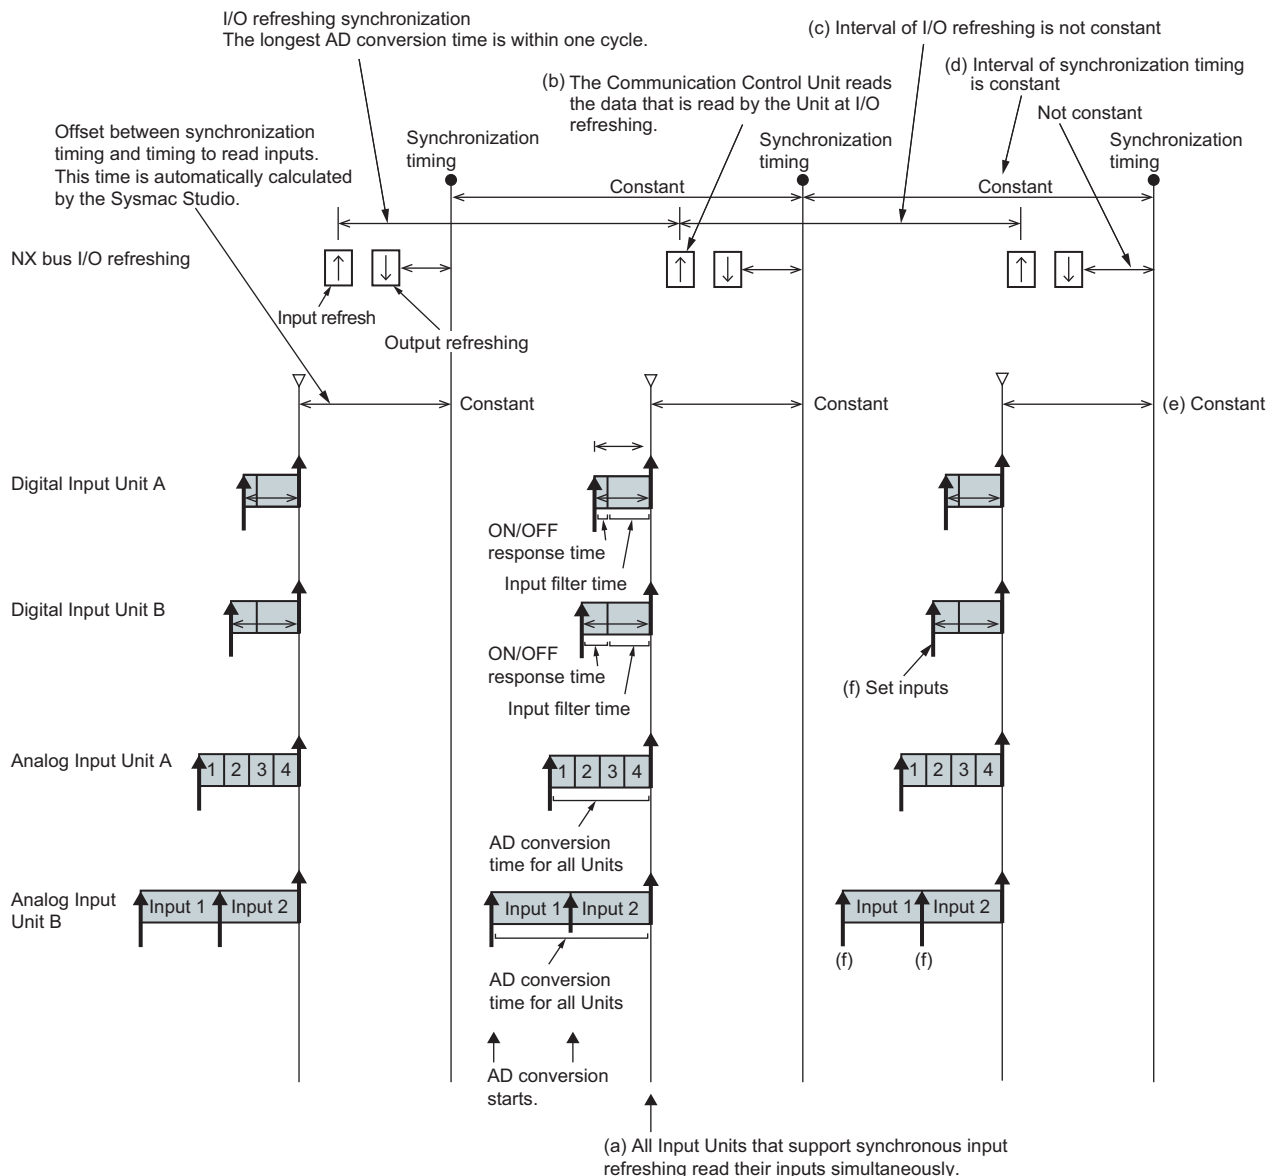 I/O refreshing synchronization
The longest AD conversion time is within one cycle.
(c) Interval of I/O refreshing is not constant
(b) The Communication Control Unit reads
the data that is read by the Unit at I/O
refreshing.
(d) Interval of synchronization timing
is constant
Not constant
Offset between synchronization
timing and timing to read inputs.
This time is automatically calculated
by the Sysmac Studio.
Synchronization
timing
Synchronization
timing
Synchronization
timing
Constant
Constant
NX bus I/O refreshing
Input refresh
Output refreshing
Constant
Constant
(e) Constant
Digital Input Unit A
ON/OFF
response time
Input filter time
Digital Input Unit B
ON/OFF
response time
Input filter time
(f) Set inputs
Analog Input Unit A
1 2 3 4
1 2 3 4
1 2 3 4
AD conversion
time for all Units
Analog Input
Unit B
Input 1 Input 2
Input 1 Input 2
Input 1 Input 2
(f) (f)
AD conversion
time for all Units
AD conversion
starts.
(a) All Input Units that support synchronous input
refreshing read their inputs simultaneously.